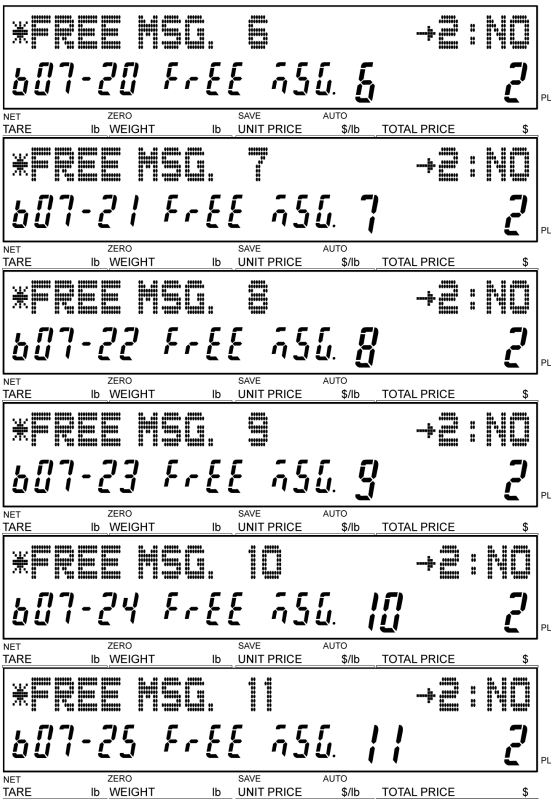 *FREE MSG. 6 →2:NO
b07-20 FrEE mSG. 6 2
PL
NET ZERO SAVE AUTO
TARE lb WEIGHT lb UNIT PRICE $/lb TOTAL PRICE $
*FREE MSG. 7 →2:NO
b07-21 FrEE mSG. 7 2
PL
NET ZERO SAVE AUTO
TARE lb WEIGHT lb UNIT PRICE $/lb TOTAL PRICE $
*FREE MSG. 8 →2:NO
b07-22 FrEE mSG. 8 2
PL
NET ZERO SAVE AUTO
TARE lb WEIGHT lb UNIT PRICE $/lb TOTAL PRICE $
*FREE MSG. 9 →2:NO
b07-23 FrEE mSG. 9 2
PL
NET ZERO SAVE AUTO
TARE lb WEIGHT lb UNIT PRICE $/lb TOTAL PRICE $
*FREE MSG. 10 →2:NO
b07-24 FrEE mSG. 10 2
PL
NET ZERO SAVE AUTO
TARE lb WEIGHT lb UNIT PRICE $/lb TOTAL PRICE $
*FREE MSG. 11 →2:NO
b07-25 FrEE mSG. 11 2
PL
NET ZERO SAVE AUTO
TARE lb WEIGHT lb UNIT PRICE $/lb TOTAL PRICE $